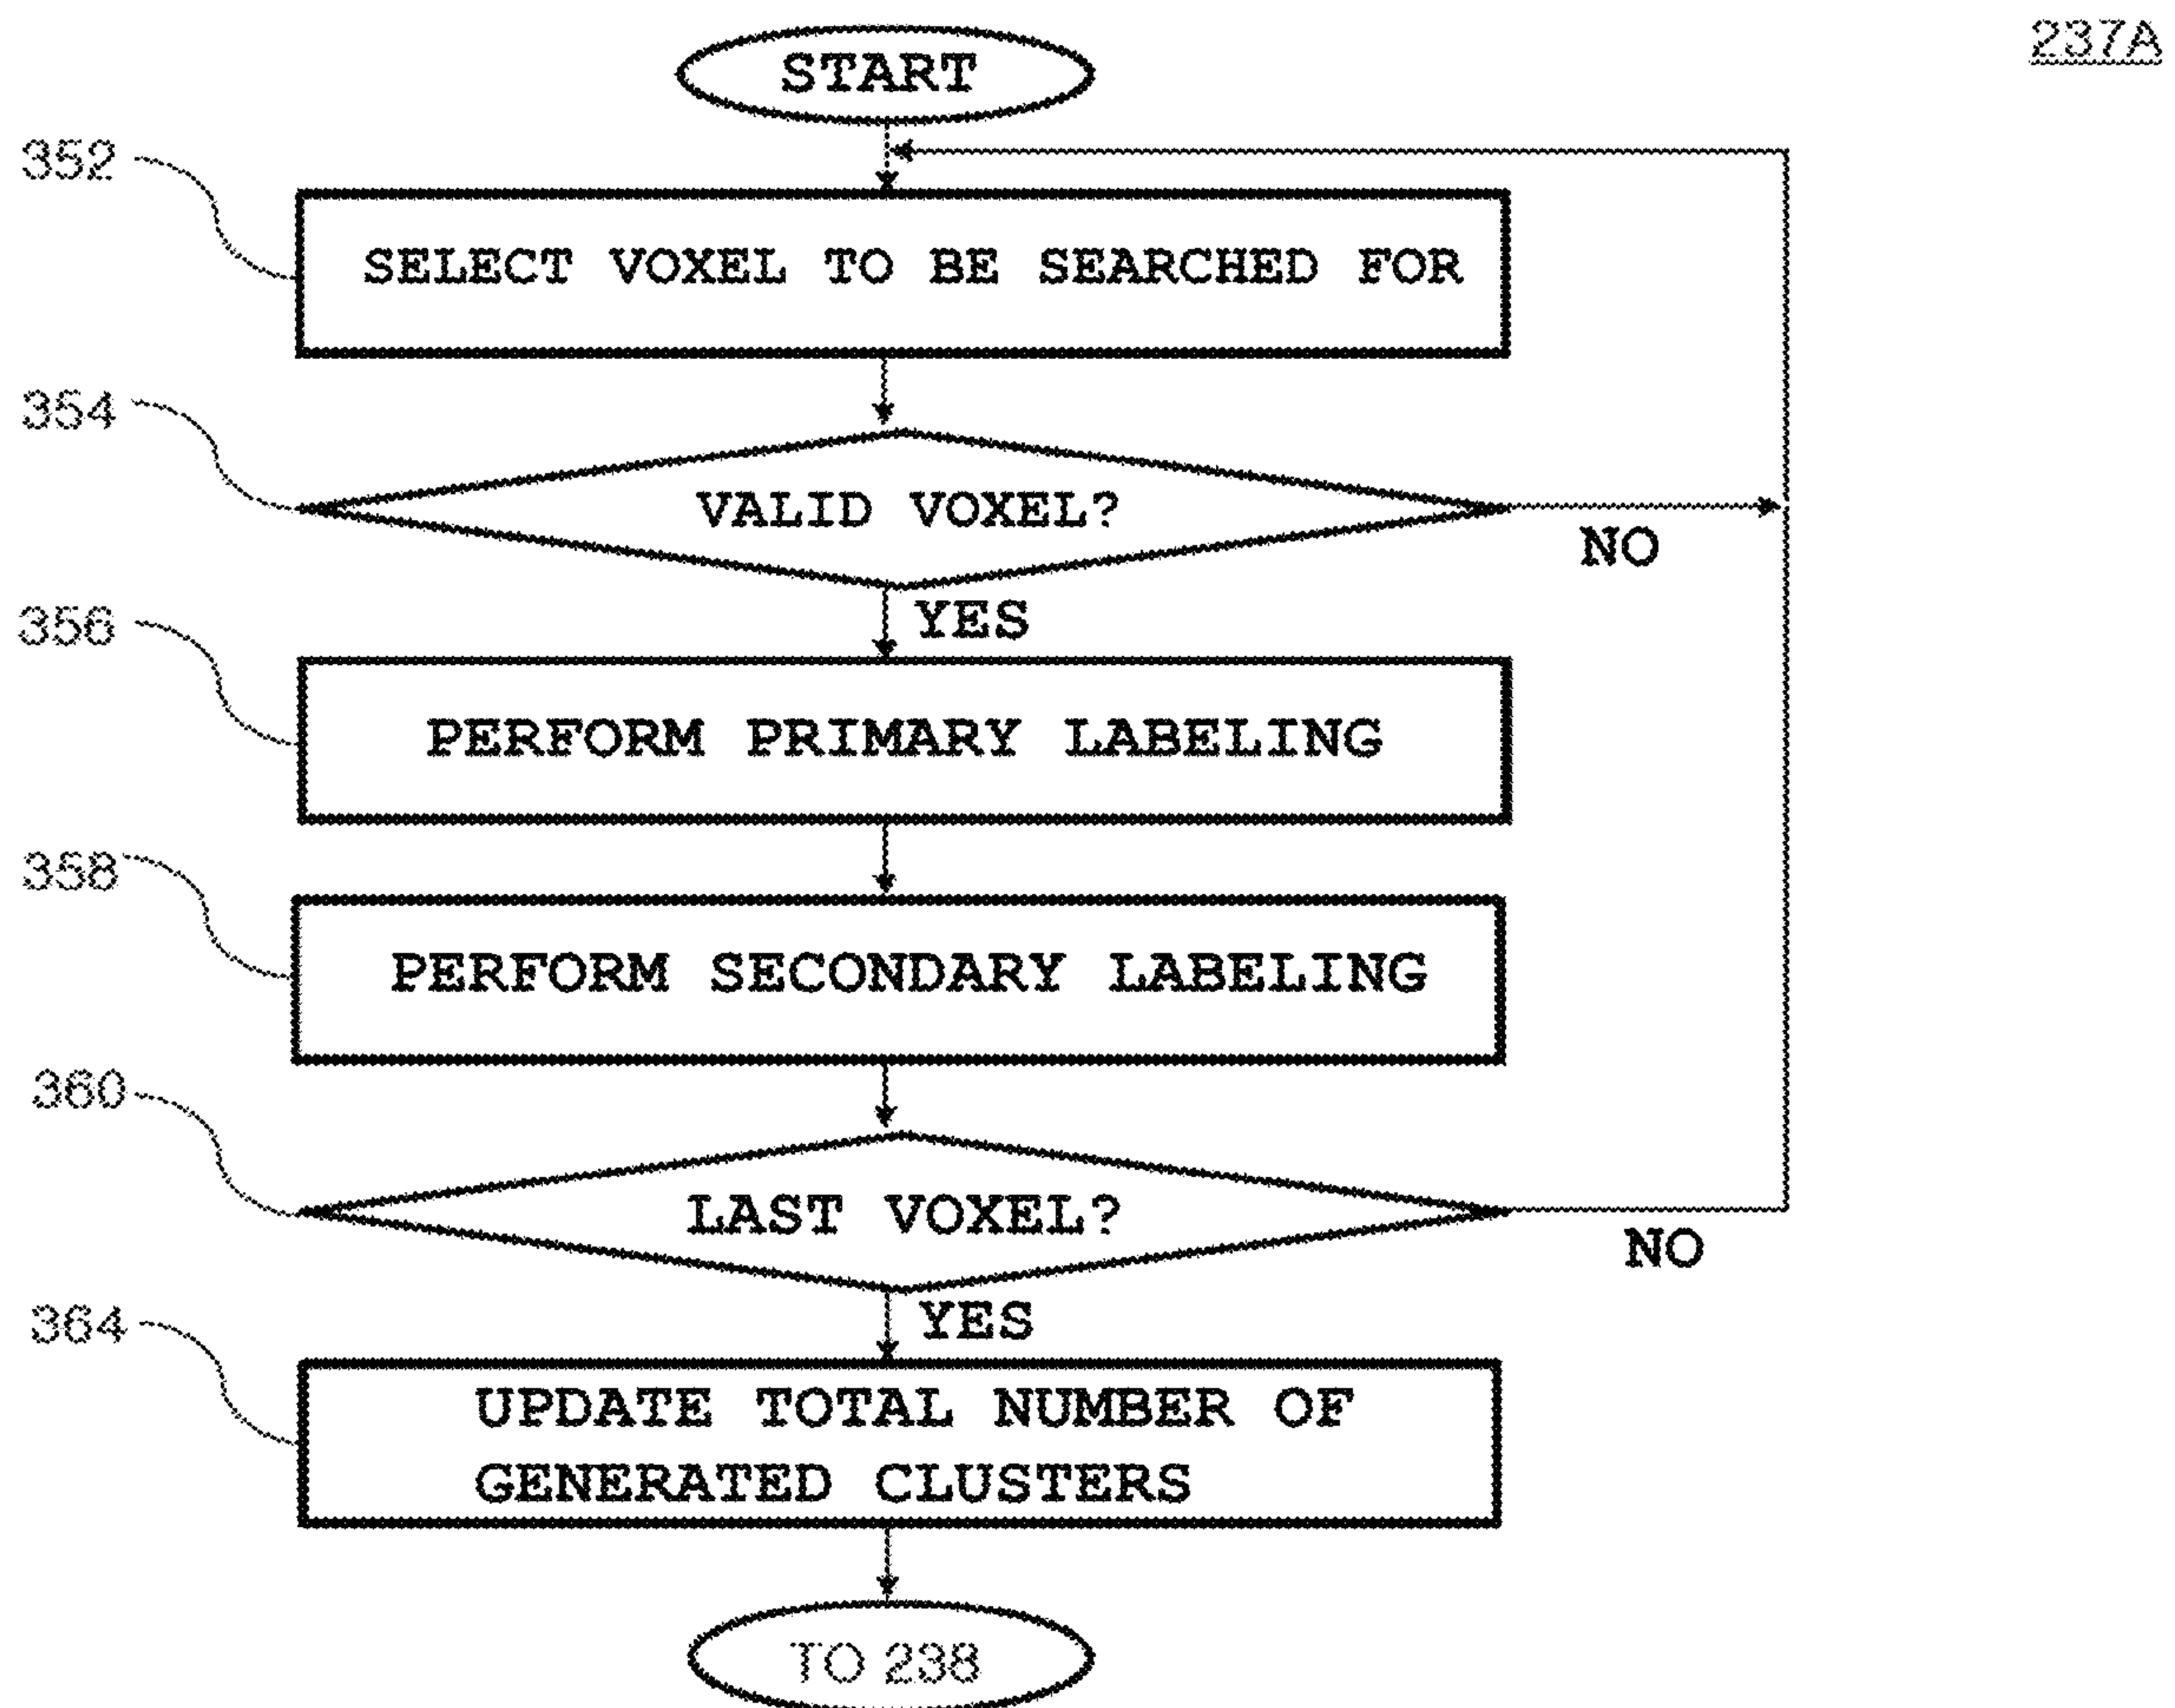 237A
START
352
SELECT VOXEL TO BE SEARCHED FOR
354
VALID VOXEL?
NO
YES
356
PERFORM PRIMARY LABELING
358
PERFORM SECONDARY LABELING
360
LAST VOXEL?
NO
YES
364
UPDATE TOTAL NUMBER OF
GENERATED CLUSTERS
TO 238